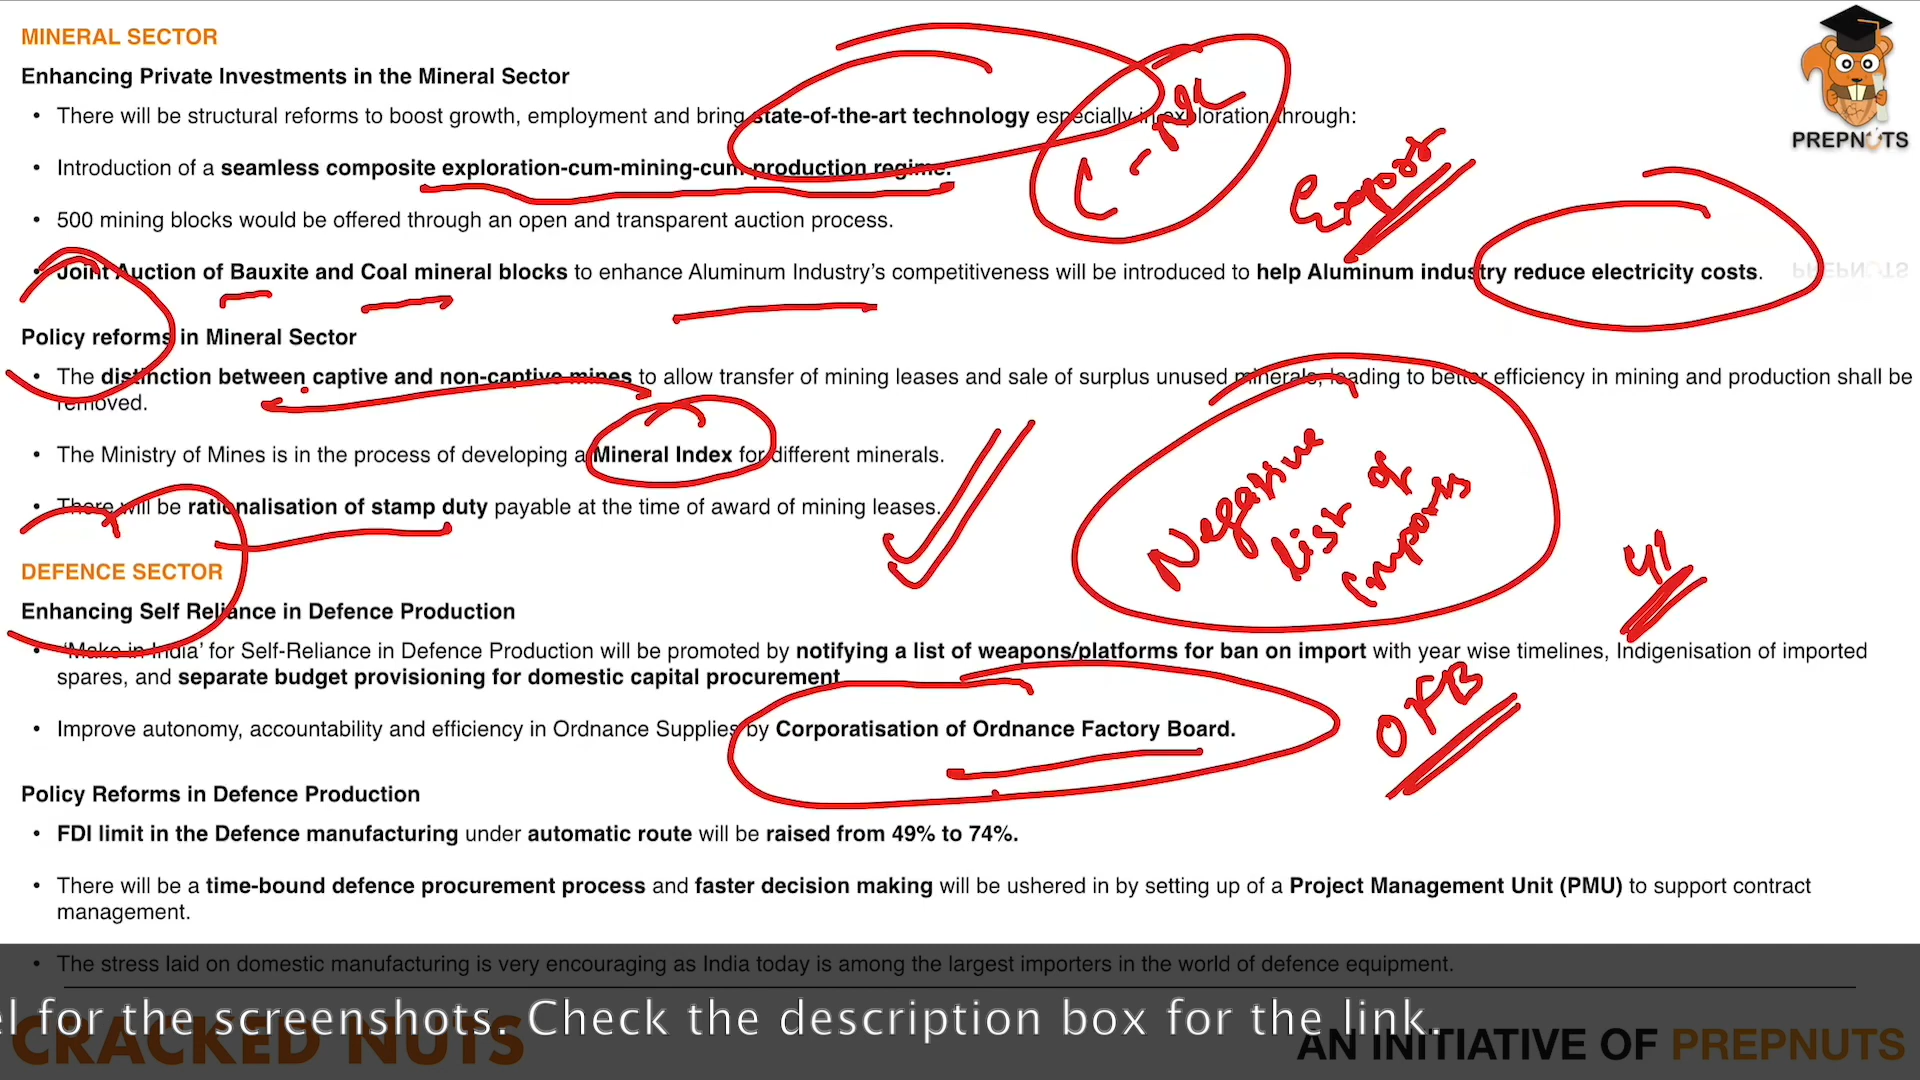 MINERAL SECTOR
Enhancing Private Investments in the Mineral Sector
• There will be structural reforms to boost growth, employment and bring state-of-the-art technology especially in exploration through:
• Introduction of a seamless composite exploration-cum-mining-cum-production regime.
• 500 mining blocks would be offered through an open and transparent auction process.
• Joint Auction of Bauxite and Coal mineral blocks to enhance Aluminum Industry's competitiveness will be introduced to help Aluminum industry reduce electricity costs.
Policy reforms in Mineral Sector
• The distinction between captive and non-captive mines to allow transfer of mining leases and sale of surplus unused minerals, leading to better efficiency in mining and production shall be
removed.
• The Ministry of Mines is in the process of developing a Mineral Index for different minerals.
• There will be rationalisation of stamp duty payable at the time of award of mining leases.
DEFENCE SECTOR
Enhancing Self Reliance in Defence Production
• 'Make in India' for Self-Reliance in Defence Production will be promoted by notifying a list of weapons/platforms for ban on import with year wise timelines, Indigenisation of imported
spares, and separate budget provisioning for domestic capital procurement
• Improve autonomy, accountability and efficiency in Ordnance Supplies by Corporatisation of Ordnance Factory Board.
Policy Reforms in Defence Production
• FDI limit in the Defence manufacturing under automatic route will be raised from 49% to 74%.
• There will be a time-bound defence procurement process and faster decision making will be ushered in by setting up of a Project Management Unit (PMU) to support contract
management.
• The stress laid on domestic manufacturing is very encouraging as India today is among the largest importers in the world of defence equipment.
PREPNUTS
C - NC
Export
Negative
list of
Imports
41
OFB
el for the screenshots. Check the description box for the link.
CRACKED NUTS
AN INITIATIVE OF PREPNUTS